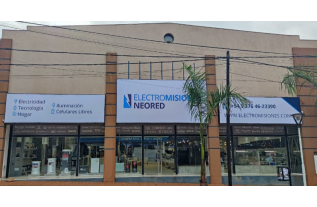 Electricidad
Tecnología
Hogar
Iluminación
Celulares Libres
ELECTROMISIONES
NEORED
WWW.ELECTROMISIONES.COM